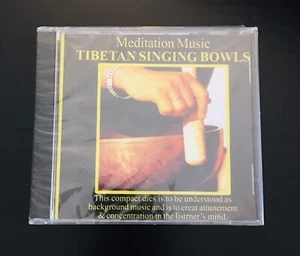 Meditation Music
TIBETAN SINGING BOWLS
This compact dics is to be understood as
background music and is to creat attunement
& concentration in the listrner's mind